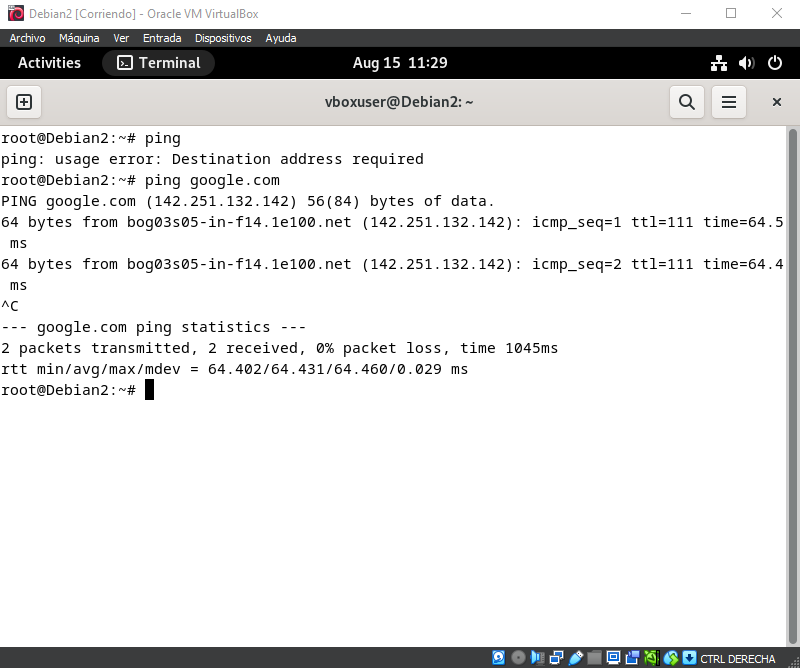 Debian2 [Corriendo] - Oracle VM VirtualBox
Archivo Máquina Ver Entrada Dispositivos Ayuda
Activities Terminal Aug 15 11:29
vboxuser@Debian2: ~
root@Debian2:~# ping
ping: usage error: Destination address required
root@Debian2:~# ping google.com
PING google.com (142.251.132.142) 56(84) bytes of data.
64 bytes from bog03s05-in-f14.1e100.net (142.251.132.142): icmp_seq=1 ttl=111 time=64.5
ms
64 bytes from bog03s05-in-f14.1e100.net (142.251.132.142): icmp_seq=2 ttl=111 time=64.4
ms
^C
--- google.com ping statistics ---
2 packets transmitted, 2 received, 0% packet loss, time 1045ms
rtt min/avg/max/mdev = 64.402/64.431/64.460/0.029 ms
root@Debian2:~#
CTRL DERECHA